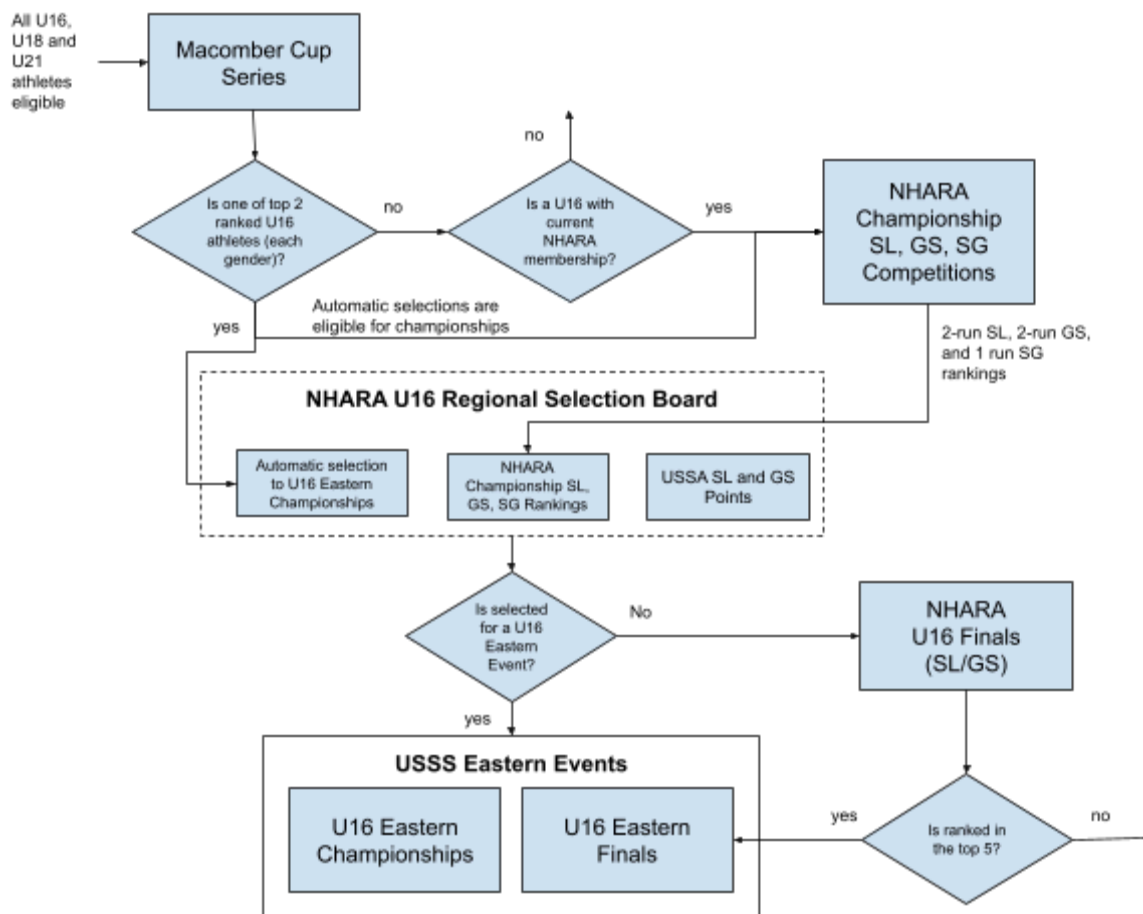 All U16,
U18 and
U21
athletes
eligible
Macomber Cup
Series
no
Is one of top 2
ranked U16
athletes (each
gender)?
no
Is a U16 with
current
NHARA
membership?
yes
NHARA
Championship
SL, GS, SG
Competitions
yes
Automatic selections are
eligible for championships
2-run SL, 2-run GS,
and 1 run SG
rankings
NHARA U16 Regional Selection Board
Automatic selection
to U16 Eastern
Championships
NHARA
Championship SL,
GS, SG Rankings
USSA SL and GS
Points
Is selected
for a U16
Eastern
Event?
No
NHARA
U16 Finals
(SL/GS)
yes
USSS Eastern Events
U16 Eastern
Championships
U16 Eastern
Finals
yes
Is ranked in
the top 5?
no